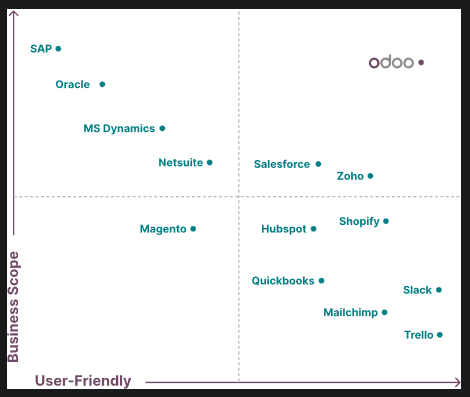 SAP
odoo
Oracle
MS Dynamics
Netsuite
Salesforce
Zoho
Shopify
Magento
Hubspot
Quickbooks
Slack
Mailchimp
Trello
Business Scope
User-Friendly